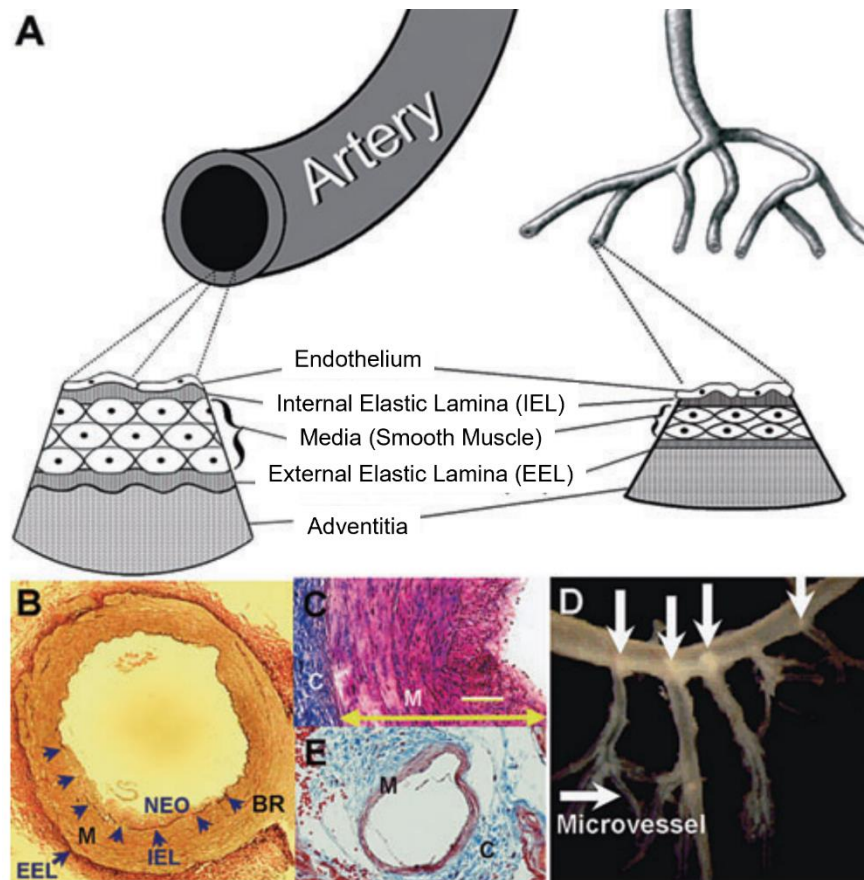 A
Artery
Endothelium
Internal Elastic Lamina (IEL)
Media (Smooth Muscle)
External Elastic Lamina (EEL)
Adventitia
B
NEO
BR
M
IEL
EEL
C
C
M
D
Microvessel
E
M
C